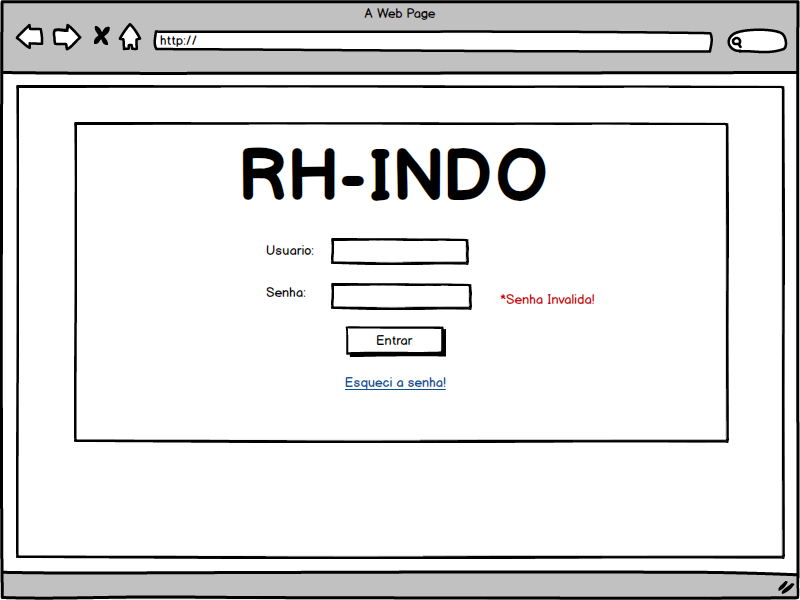 A Web Page
http://
RH-INDO
Usuario:
Senha:
*Senha Invalida!
Entrar
Esqueci a senha!